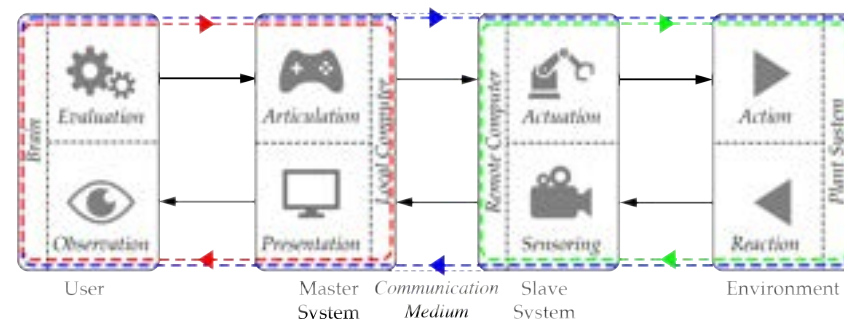 Brain
Evaluation
Observation
Articulation
Presentation
Local Computer
Remote Computer
Actuation
Sensoring
Action
Reaction
Plant System
User
Master
System
Communication
Medium
Slave
System
Environment